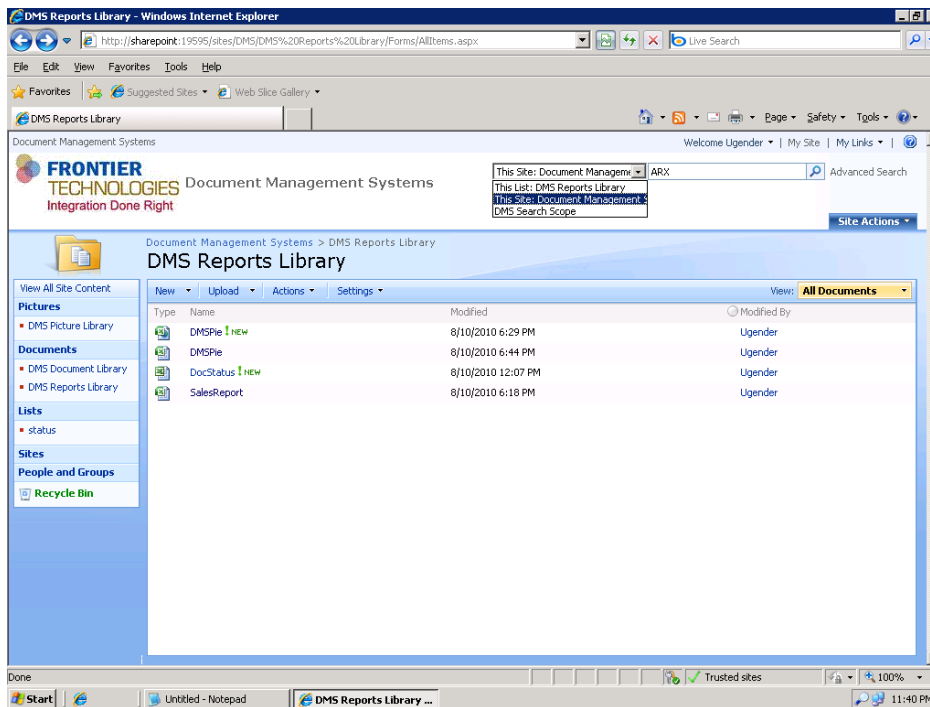 DMS Reports Library - Windows Internet Explorer
http://sharepoint:19595/sites/DMS/DMS%20Reports%20Library/Forms/AllItems.aspx
Live Search
File Edit View Favorites Tools Help
Favorites Suggested Sites Web Slice Gallery
DMS Reports Library
Page Safety Tools
Document Management Systems
Welcome Ugender | My Site | My Links |
FRONTIER
TECHNOLOGIES
Integration Done Right
Document Management Systems
This Site: Document Managem ARX
Advanced Search
This List: DMS Reports Library
This Site: Document Management S
DMS Search Scope
Site Actions
Document Management Systems > DMS Reports Library
DMS Reports Library
View All Site Content
Pictures
DMS Picture Library
Documents
DMS Document Library
DMS Reports Library
Lists
status
Sites
People and Groups
Recycle Bin
New Upload Actions Settings
View: All Documents
Type Name Modified Modified By
DMSPie ! NEW 8/10/2010 6:29 PM Ugender
DMSPie 8/10/2010 6:44 PM Ugender
DocStatus ! NEW 8/10/2010 12:07 PM Ugender
SalesReport 8/10/2010 6:18 PM Ugender
Done
Trusted sites
100%
Start
Untitled - Notepad
DMS Reports Library ...
11:40 PM